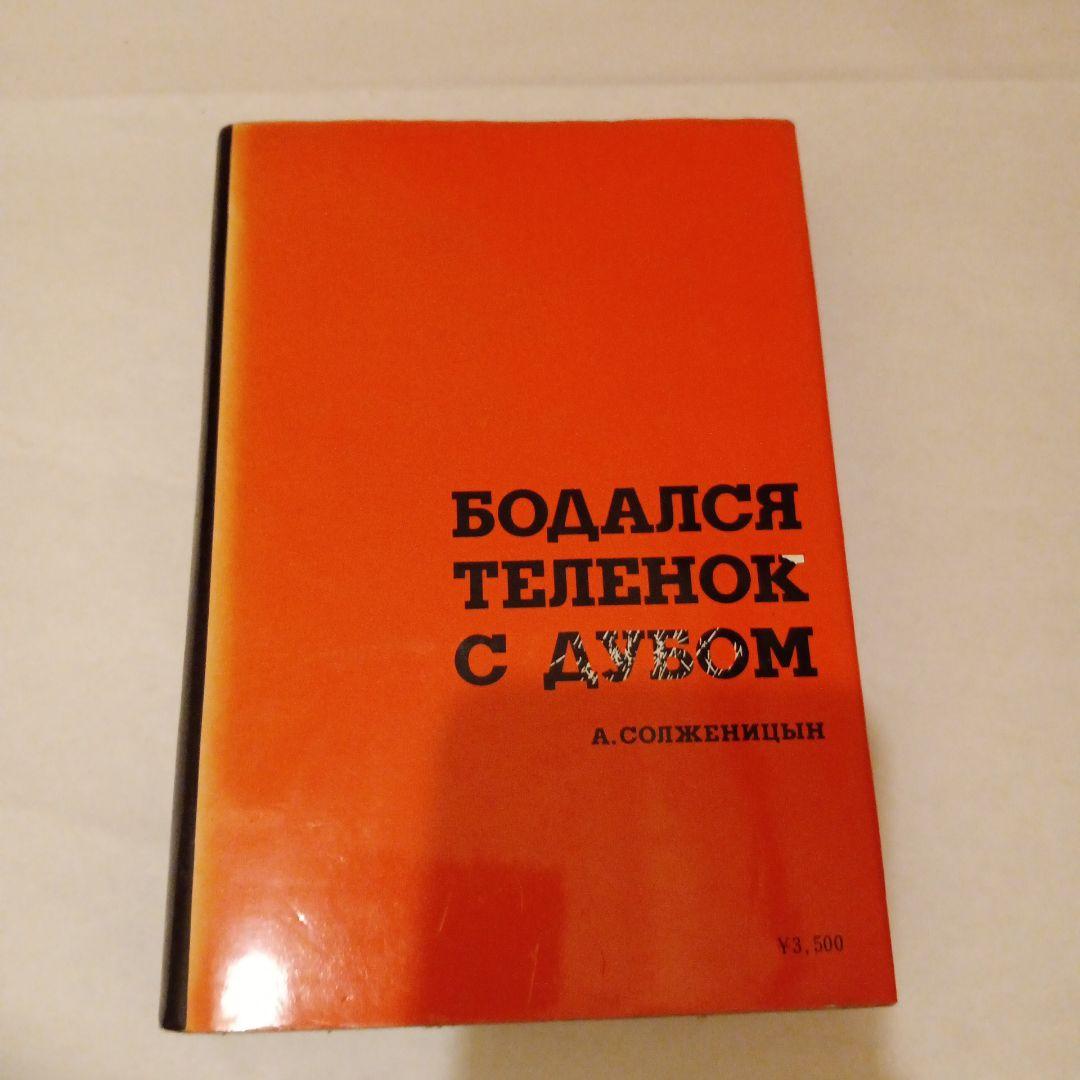 БОДАЛСЯ
ТЕЛЕНОК
С ДУБОМ
А.СОЛЖЕНИЦЫН
¥3,500